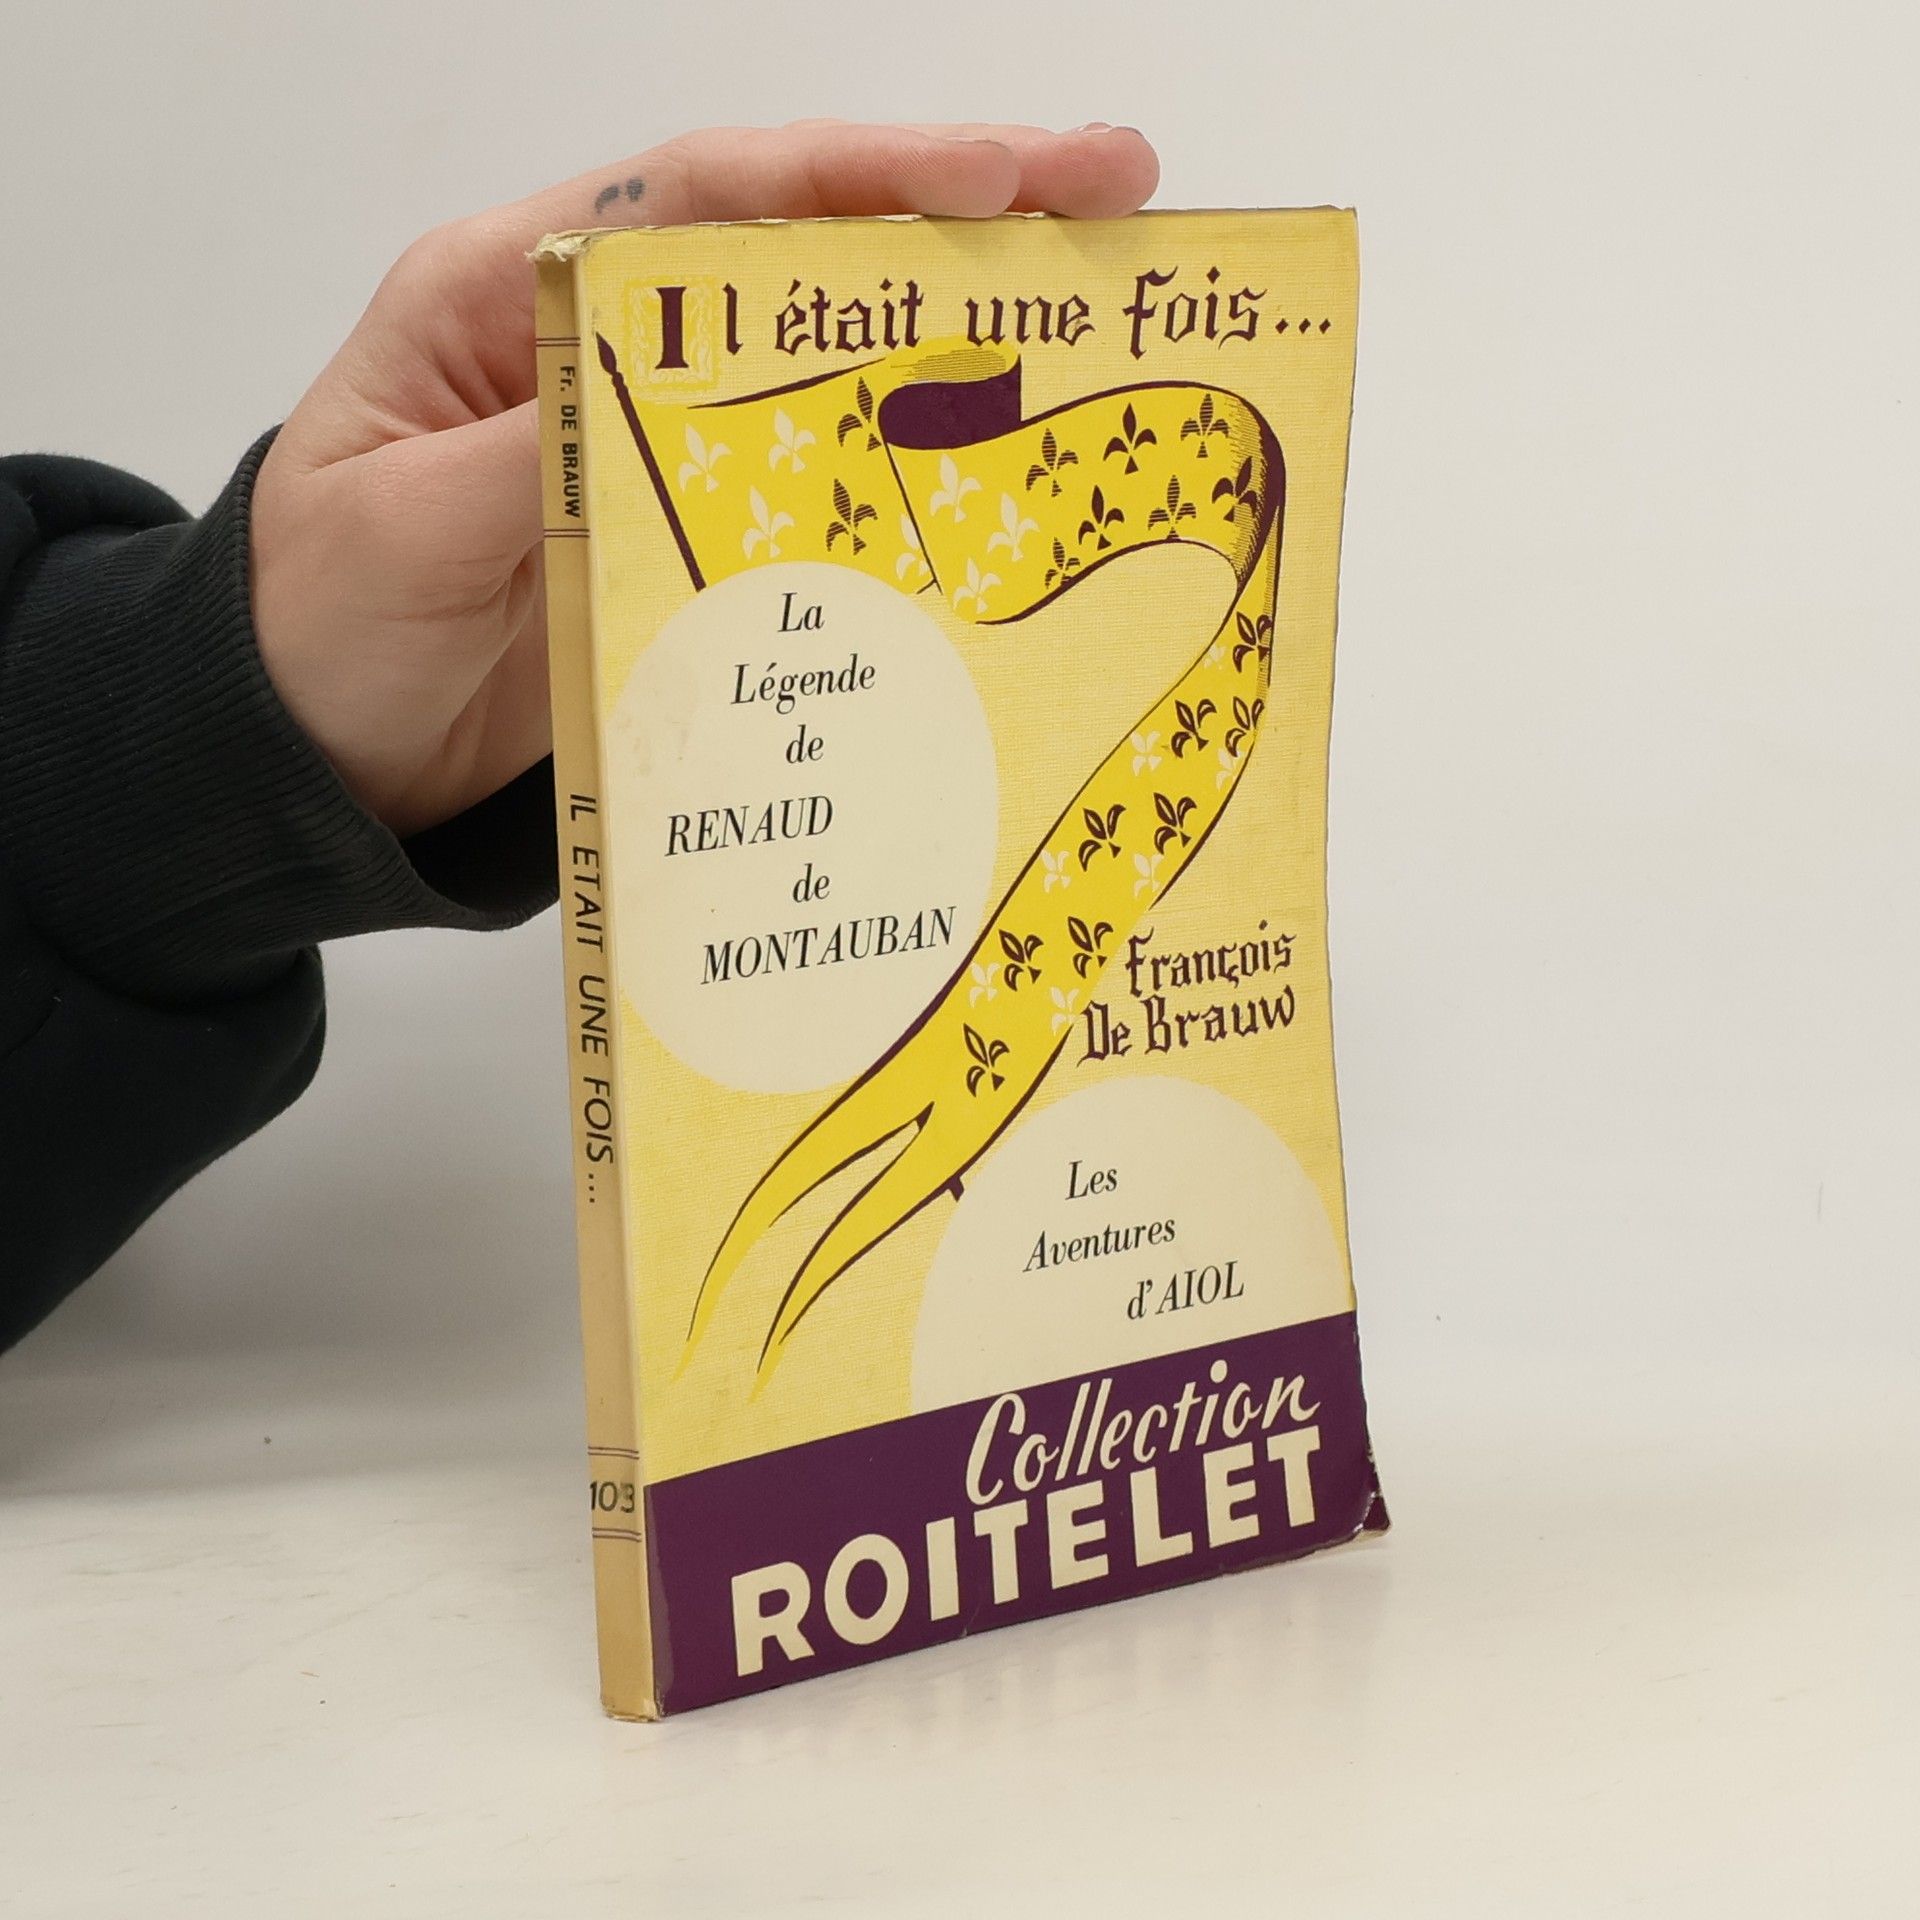 Il était une fois...
La
Légende
de
RENAUD
de
MONTAUBAN
François
De Brauw
Les
Aventures
d'AIOL
Collection
ROITELET
Fr. DE BRAUW
IL ETAIT UNE FOIS...
103